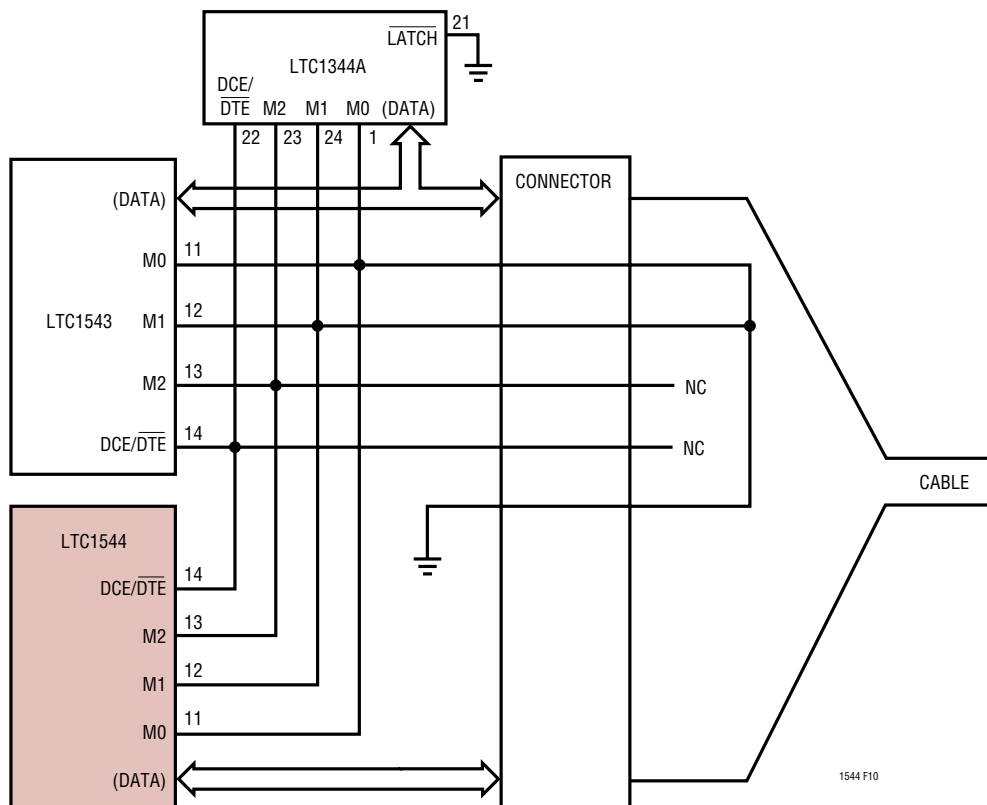 21
LATCH
LTC1344A
DCE/
DTE M2 M1 M0 (DATA)
22 23 24 1
CONNECTOR
(DATA)
11
M0
12
LTC1543 M1
13
M2
NC
14
DCE/DTE
NC
CABLE
LTC1544
14
DCE/DTE
13
M2
12
M1
11
M0
(DATA)
1544 F10